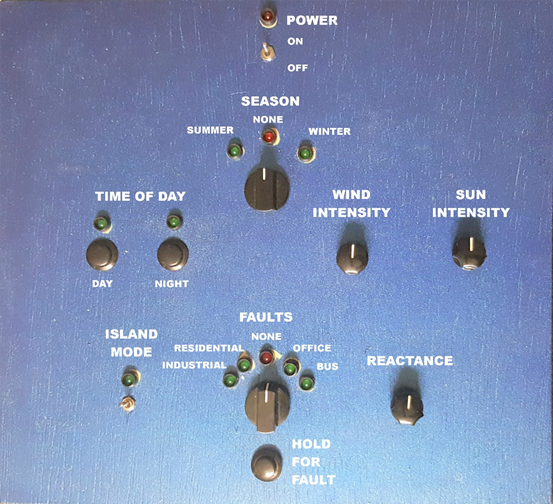 POWER
ON
OFF
SEASON
NONE
SUMMER
WINTER
TIME OF DAY
DAY
NIGHT
WIND
INTENSITY
SUN
INTENSITY
FAULTS
NONE
RESIDENTIAL
OFFICE
INDUSTRIAL
BUS
ISLAND
MODE
REACTANCE
HOLD
FOR
FAULT